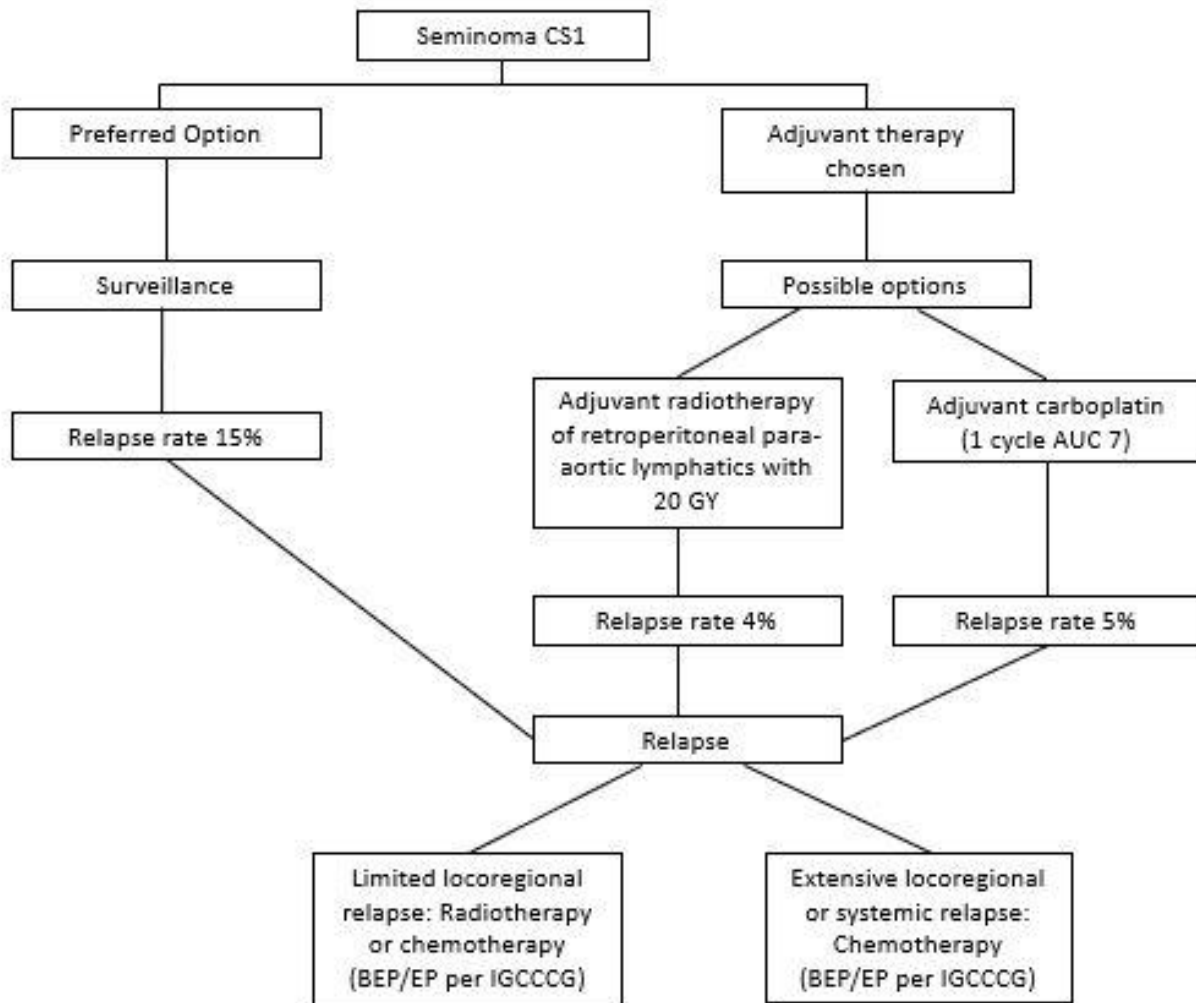 Seminoma CS1
Preferred Option
Adjuvant therapy
chosen
Surveillance
Possible options
Relapse rate 15%
Adjuvant radiotherapy
of retroperitoneal para-
aortic lymphatics with
20 GY
Adjuvant carboplatin
(1 cycle AUC 7)
Relapse rate 4%
Relapse rate 5%
Relapse
Limited locoregional
relapse: Radiotherapy
or chemotherapy
(BEP/EP per IGCCCG)
Extensive locoregional
or systemic relapse:
Chemotherapy
(BEP/EP per IGCCCG)